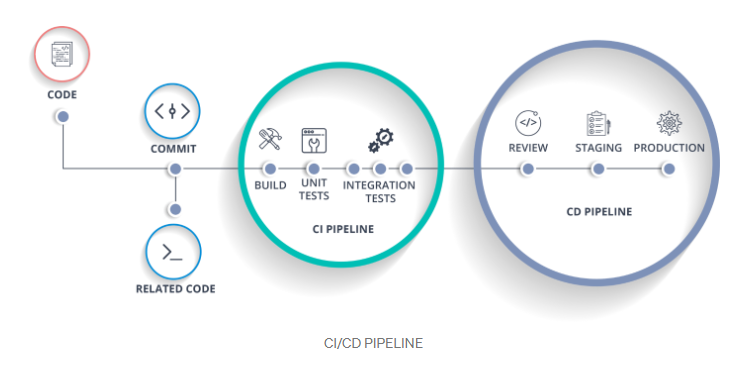 CODE
COMMIT
RELATED CODE
BUILD
UNIT
TESTS
INTEGRATION
TESTS
CI PIPELINE
REVIEW
STAGING
PRODUCTION
CD PIPELINE
CI/CD PIPELINE